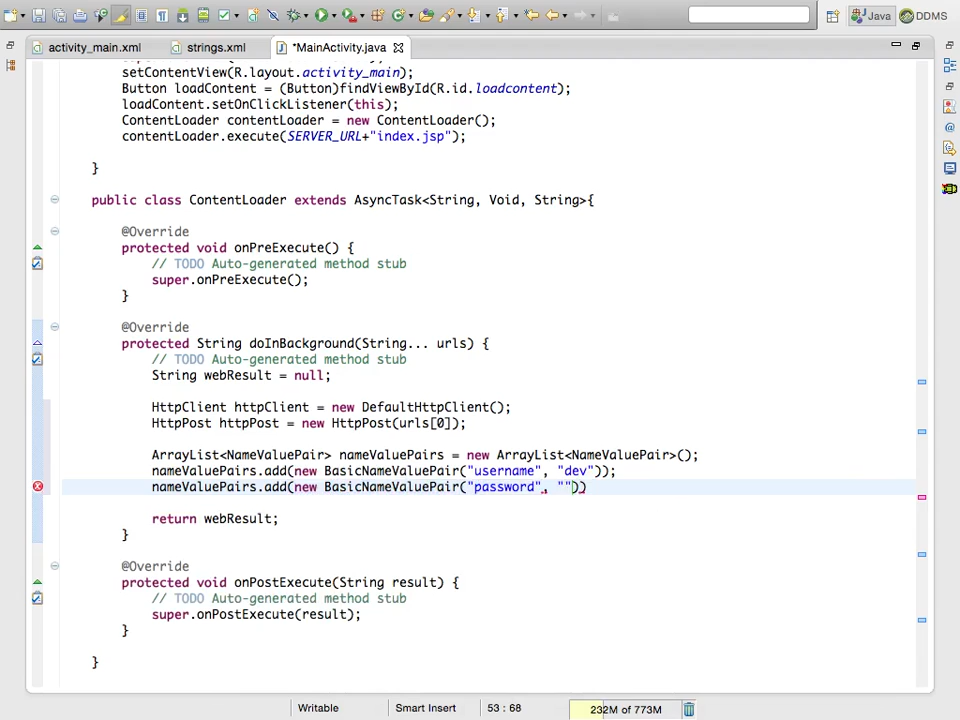 Java
DDMS
activity_main.xml
strings.xml
*MainActivity.java
setContentView(R.layout.activity_main);
Button loadContent = (Button)findViewById(R.id.loadcontent);
loadContent.setOnClickListener(this);
ContentLoader contentLoader = new ContentLoader();
contentLoader.execute(SERVER_URL+"index.jsp");
}
public class ContentLoader extends AsyncTask<String, Void, String>{
@Override
protected void onPreExecute() {
// TODO Auto-generated method stub
super.onPreExecute();
}
@Override
protected String doInBackground(String... urls) {
// TODO Auto-generated method stub
String webResult = null;
HttpClient httpClient = new DefaultHttpClient();
HttpPost httpPost = new HttpPost(urls[0]);
ArrayList<NameValuePair> nameValuePairs = new ArrayList<NameValuePair>();
nameValuePairs.add(new BasicNameValuePair("username", "dev"));
nameValuePairs.add(new BasicNameValuePair("password", ""))
return webResult;
}
@Override
protected void onPostExecute(String result) {
// TODO Auto-generated method stub
super.onPostExecute(result);
}
}
Writable
Smart Insert
53 : 68
232M of 773M